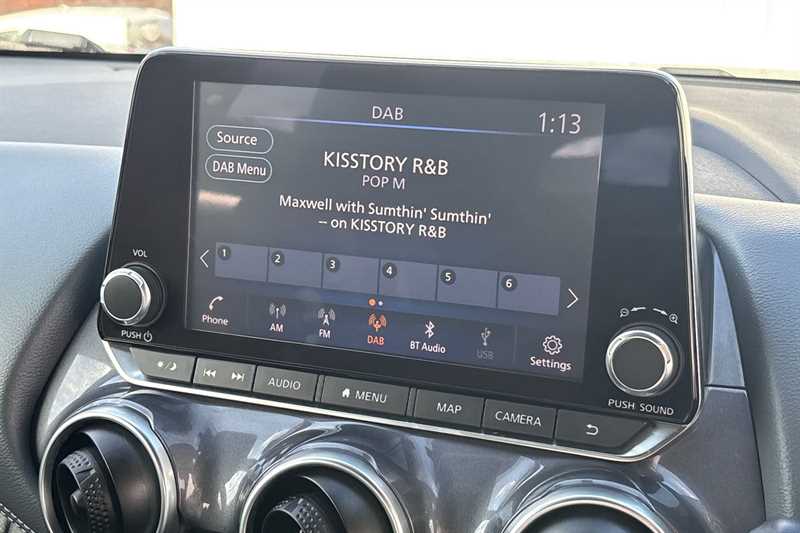 DAB
1:13
Source
DAB Menu
KISSTORY R&B
POP M
Maxwell with Sumthin' Sumthin'
-- on KISSTORY R&B
1 2 3 4 5 6
Phone AM FM DAB BT Audio USB Settings
VOL
PUSH
PUSH SOUND
AUDIO MENU MAP CAMERA